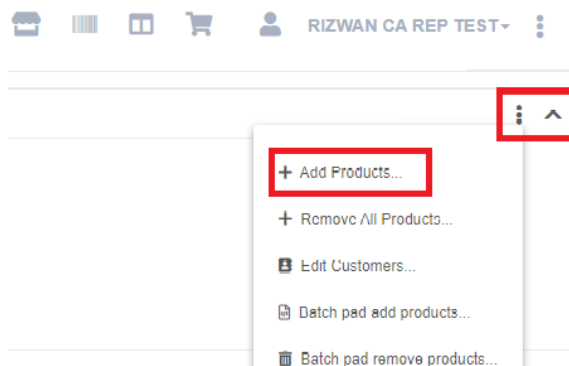 RIZWAN CA REP TEST
Add Products...
Remove All Products...
Edit Customers...
Batch pad add products...
Batch pad remove products...